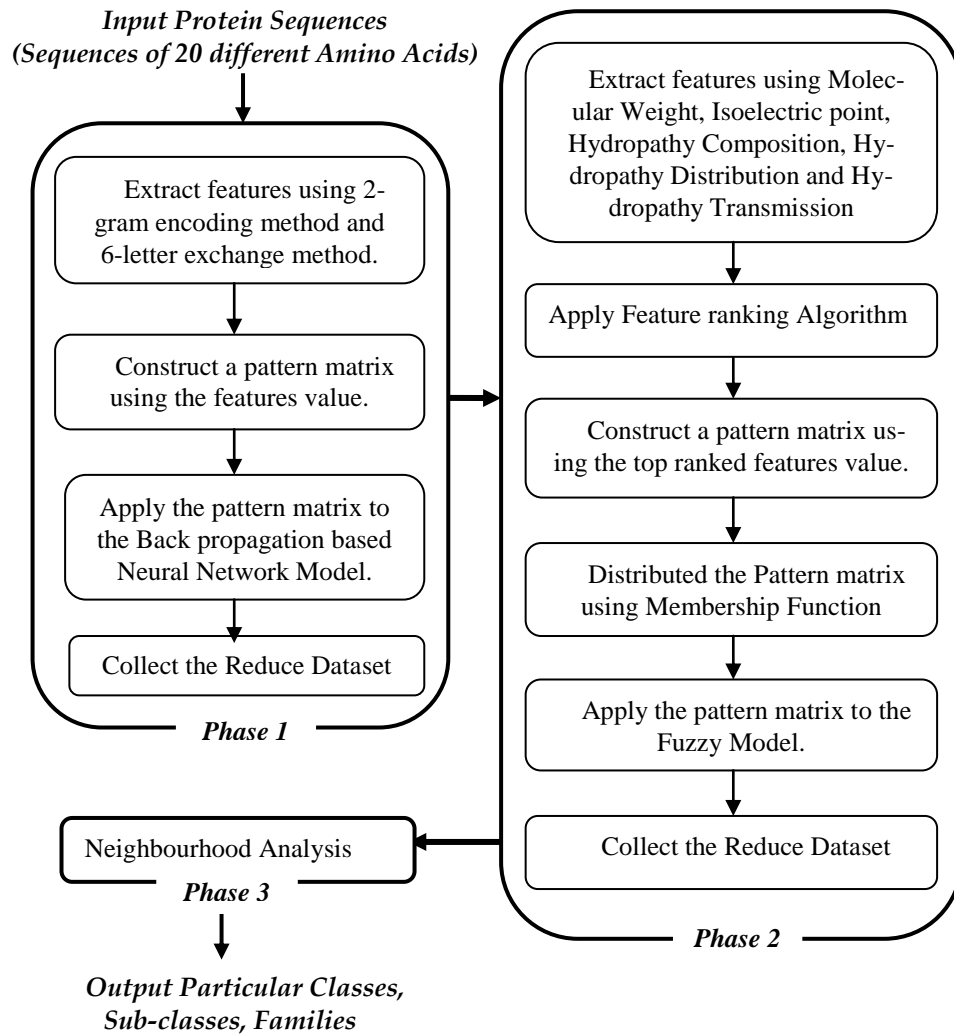 Input Protein Sequences
(Sequences of 20 different Amino Acids)
Extract features using 2-
gram encoding method and
6-letter exchange method.
Construct a pattern matrix
using the features value.
Apply the pattern matrix to
the Back propagation based
Neural Network Model.
Collect the Reduce Dataset
Phase 1
Extract features using Molec-
ular Weight, Isoelectric point,
Hydropathy Composition, Hy-
dropathy Distribution and Hy-
dropathy Transmission
Apply Feature ranking Algorithm
Construct a pattern matrix us-
ing the top ranked features value.
Distributed the Pattern matrix
using Membership Function
Apply the pattern matrix to the
Fuzzy Model.
Collect the Reduce Dataset
Phase 2
Neighbourhood Analysis
Phase 3
Output Particular Classes,
Sub-classes, Families